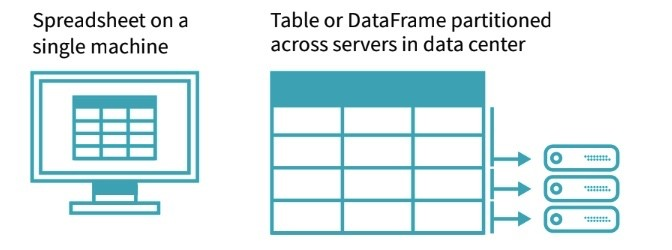 Spreadsheet on a
single machine
Table or DataFrame partitioned
across servers in data center